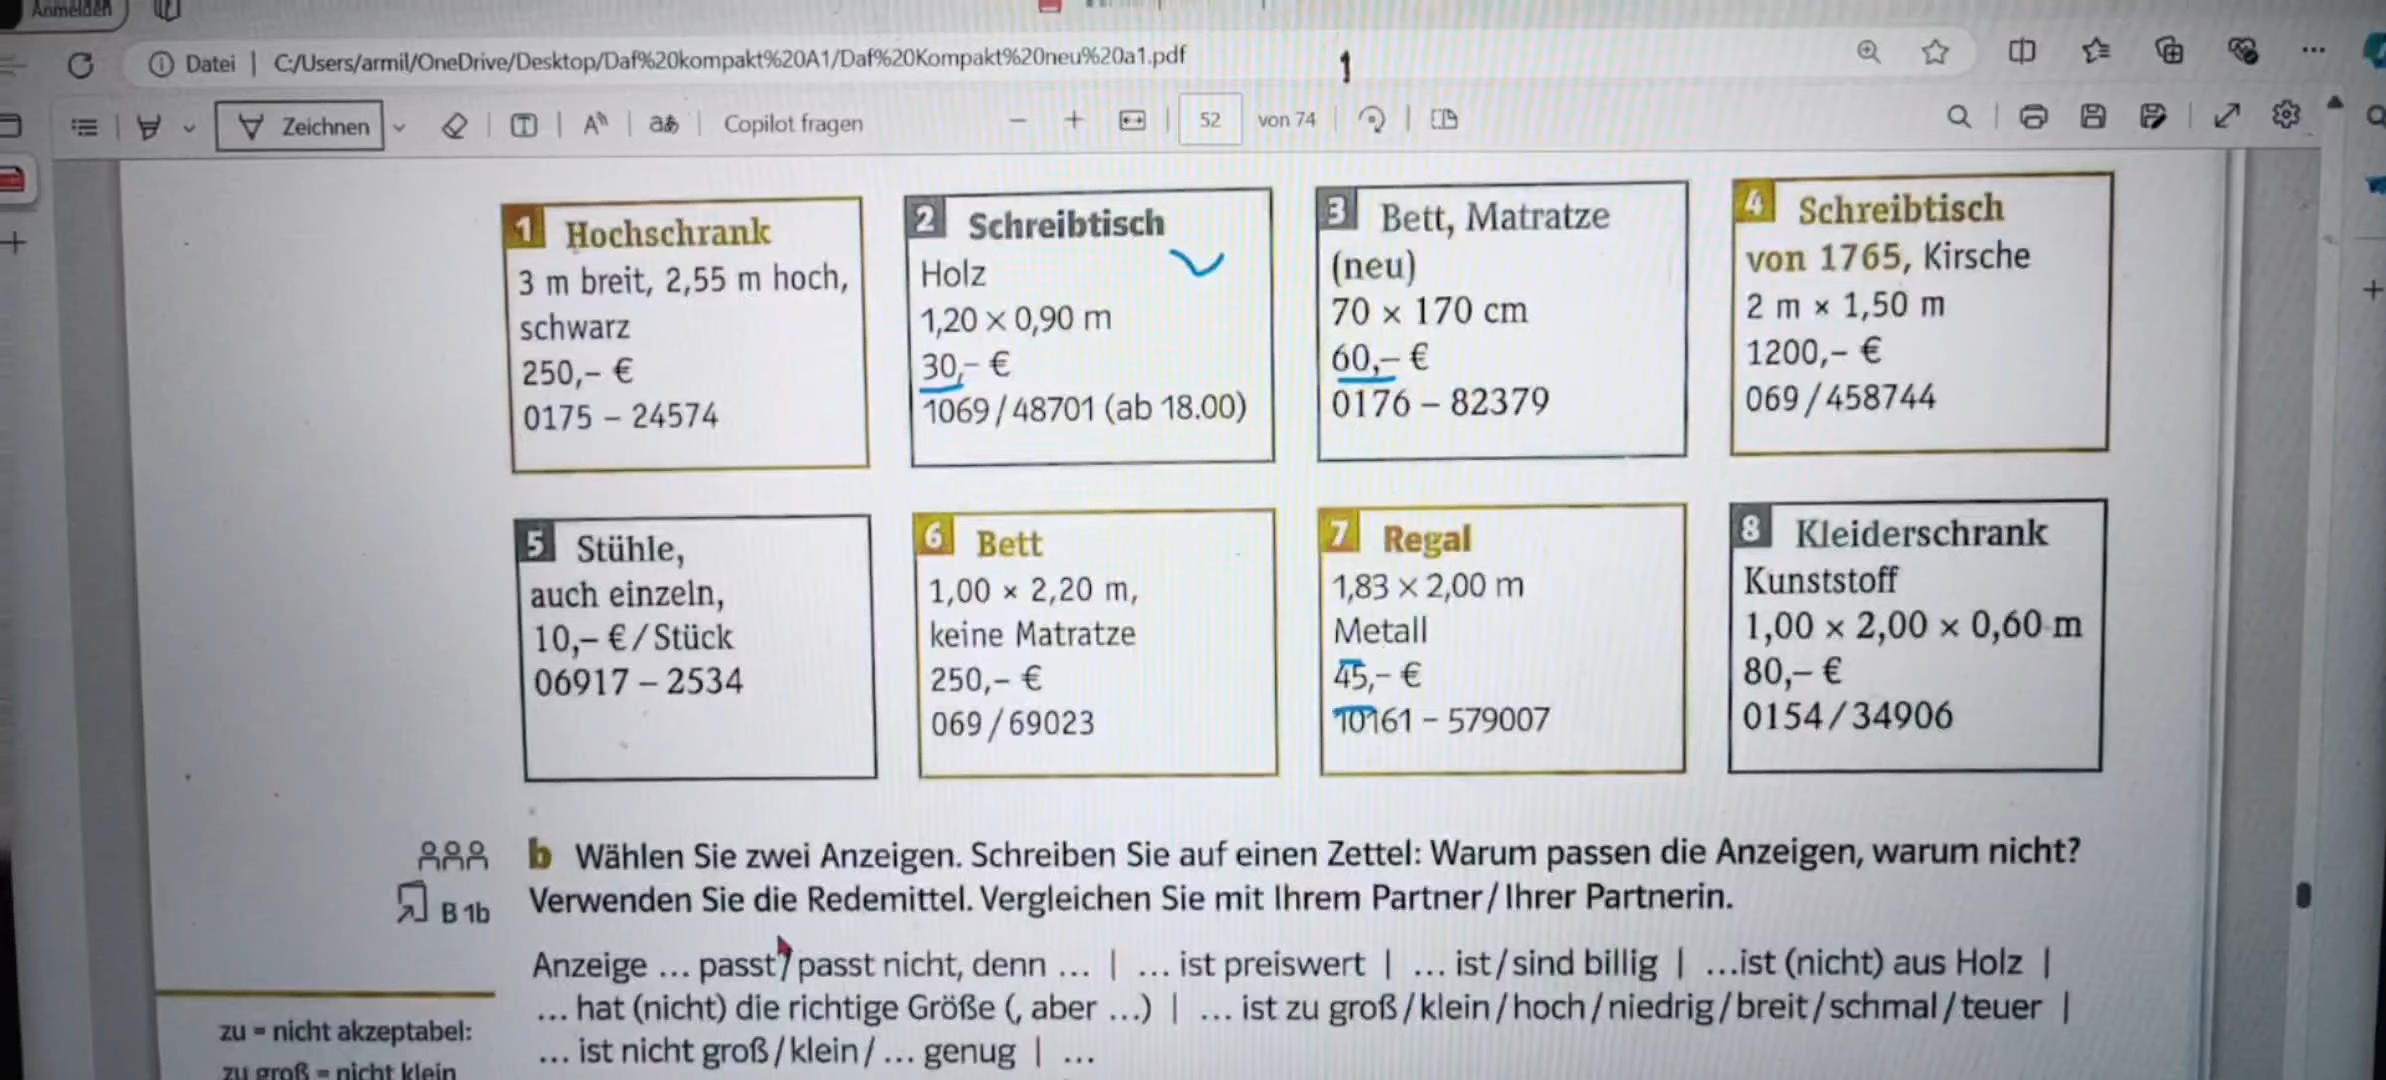 Anmelden
Datei | C:/Users/armil/OneDrive/Desktop/Daf%20kompakt%20A1/Daf%20Kompakt%20neu%20a1.pdf
1
Zeichnen
Copilot fragen
52 von 74
1 Hochschrank
3 m breit, 2,55 m hoch,
schwarz
250,– €
0175 – 24574
2 Schreibtisch
Holz
1,20 × 0,90 m
30,– €
1069 / 48701 (ab 18.00)
3 Bett, Matratze
(neu)
70 × 170 cm
60,– €
0176 – 82379
4 Schreibtisch
von 1765, Kirsche
2 m × 1,50 m
1200,– €
069 / 458744
5 Stühle,
auch einzeln,
10,– € / Stück
06917 – 2534
6 Bett
1,00 × 2,20 m,
keine Matratze
250,– €
069 / 69023
7 Regal
1,83 × 2,00 m
Metall
45,– €
10161 – 579007
8 Kleiderschrank
Kunststoff
1,00 × 2,00 × 0,60 m
80,– €
0154 / 34906
b Wählen Sie zwei Anzeigen. Schreiben Sie auf einen Zettel: Warum passen die Anzeigen, warum nicht?
B 1b
Verwenden Sie die Redemittel. Vergleichen Sie mit Ihrem Partner / Ihrer Partnerin.
Anzeige ... passt / passt nicht, denn ... | ... ist preiswert | ... ist / sind billig | ...ist (nicht) aus Holz |
... hat (nicht) die richtige Größe (, aber ...) | ... ist zu groß / klein / hoch / niedrig / breit / schmal / teuer |
... ist nicht groß / klein / ... genug | ...
zu = nicht akzeptabel:
zu groß = nicht klein